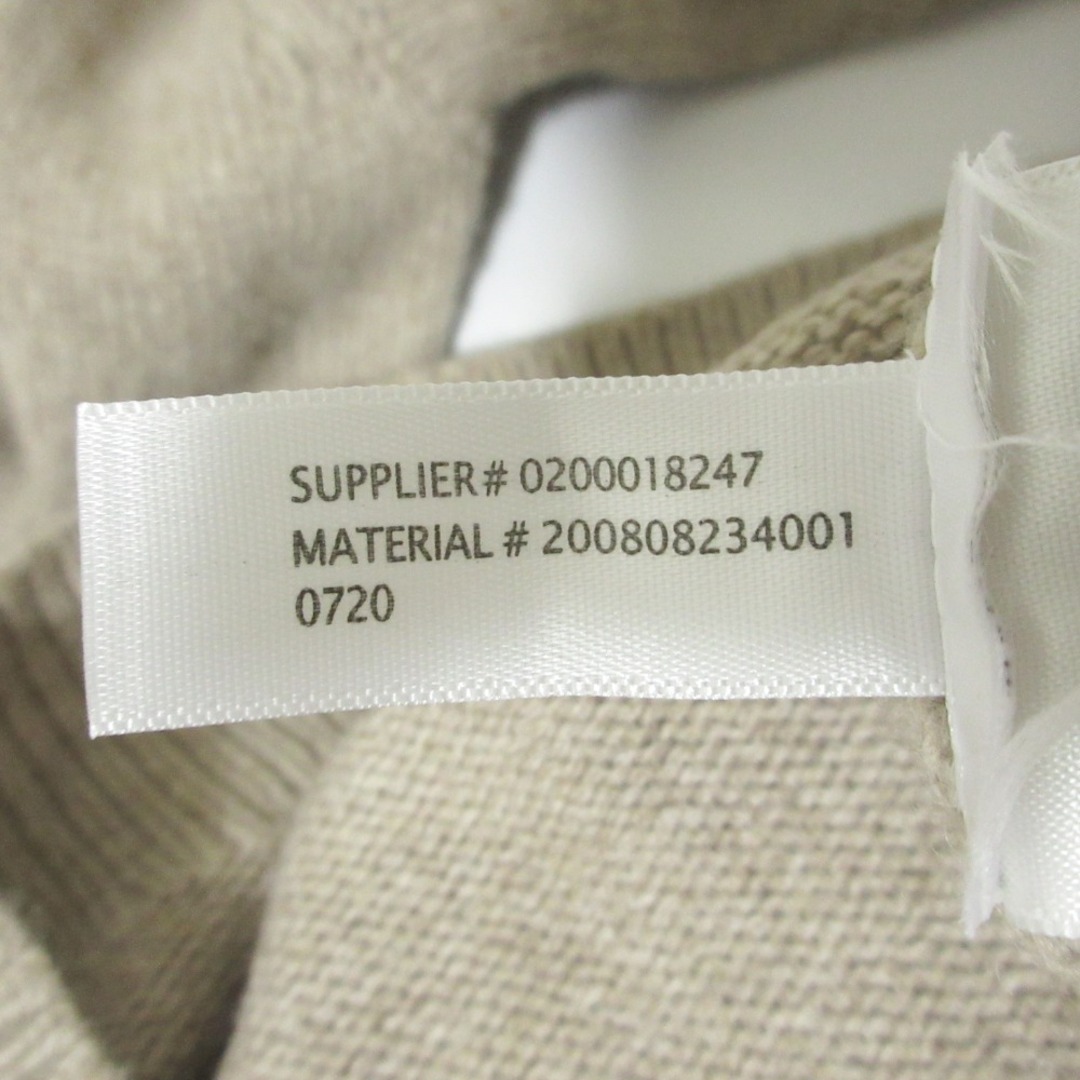 SUPPLIER# 0200018247
MATERIAL # 200808234001
0720